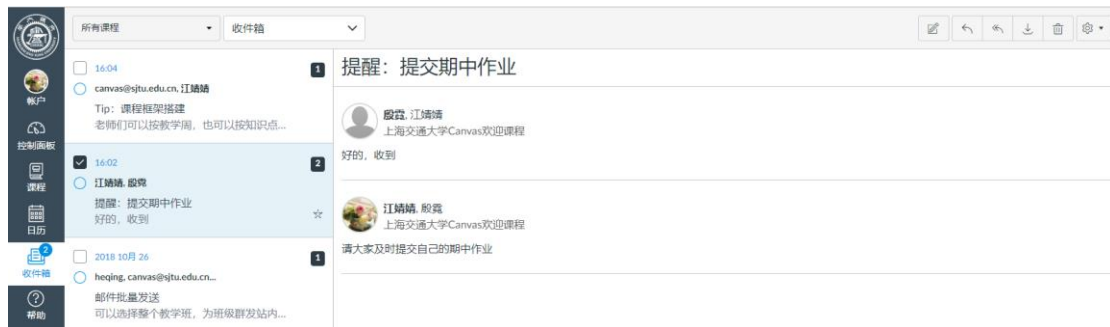 所有课程
收件箱
帐户
控制面板
课程
日历
2
收件箱
帮助
16:04
1
canvas@sjtu.edu.cn, 江婧婧
Tip：课程框架搭建
老师们可以按教学周，也可以按知识点...
16:02
2
江婧婧, 殷霓
提醒：提交期中作业
好的，收到
2018 10月 26
1
heqing, canvas@sjtu.edu.cn...
邮件批量发送
可以选择整个教学班，为班级群发站内...
提醒：提交期中作业
殷霓, 江婧婧
上海交通大学Canvas欢迎课程
好的，收到
江婧婧, 殷霓
上海交通大学Canvas欢迎课程
请大家及时提交自己的期中作业